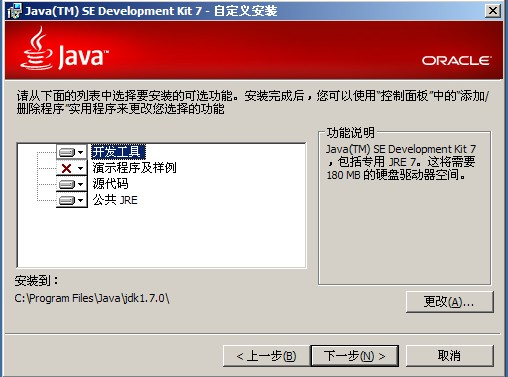 Java(TM) SE Development Kit 7 - 自定义安装
Java™
ORACLE
请从下面的列表中选择要安装的可选功能。安装完成后，您可以使用“控制面板”中的“添加/
删除程序”实用程序来更改您选择的功能
开发工具
演示程序及样例
源代码
公共 JRE
功能说明
Java(TM) SE Development Kit 7
，包括专用 JRE 7。这将需要
180 MB 的硬盘驱动器空间。
安装到：
C:\Program Files\Java\jdk1.7.0\
更改(A)...
< 上一步(B)
下一步(N) >
取消